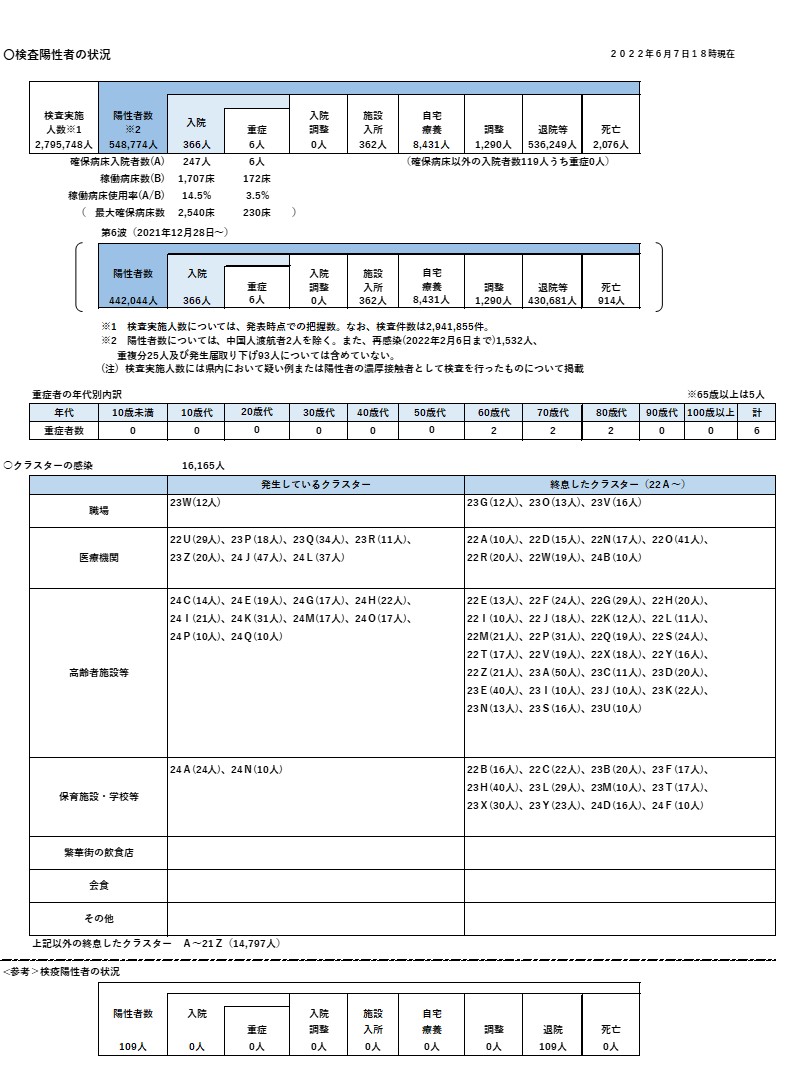 〇検査陽性者の状況
２０２２年６月７日１８時現在
検査実施人数※1 陽性者数※2 入院 重症 入院調整 施設入所 自宅療養 調整 退院等 死亡
2,795,748人 548,774人 366人 6人 0人 362人 8,431人 1,290人 536,249人 2,076人
確保病床入院者数(A) 247人 6人 （確保病床以外の入院者数119人うち重症0人）
稼働病床数(B) 1,707床 172床
稼働病床使用率(A/B) 14.5% 3.5%
（ 最大確保病床数 2,540床 230床 ）
第6波（2021年12月28日～）
陽性者数 入院 重症 入院調整 施設入所 自宅療養 調整 退院等 死亡
442,044人 366人 6人 0人 362人 8,431人 1,290人 430,681人 914人
※1 検査実施人数については、発表時点での把握数。なお、検査件数は2,941,855件。
※2 陽性者数については、中国人渡航者2人を除く。また、再感染(2022年2月6日まで)1,532人、
重複分25人及び発生届取り下げ93人については含めていない。
(注) 検査実施人数には県内において疑い例または陽性者の濃厚接触者として検査を行ったものについて掲載
重症者の年代別内訳
※65歳以上は5人
年代 10歳未満 10歳代 20歳代 30歳代 40歳代 50歳代 60歳代 70歳代 80歳代 90歳代 100歳以上 計
重症者数 0 0 0 0 0 0 2 2 2 0 0 6
〇クラスターの感染 16,165人
発生しているクラスター 終息したクラスター（22Ａ～）
職場
23Ｗ(12人)
23Ｇ(12人)、23Ｏ(13人)、23Ｖ(16人)
医療機関
22Ｕ(29人)、23Ｐ(18人)、23Ｑ(34人)、23Ｒ(11人)、
23Ｚ(20人)、24Ｊ(47人)、24Ｌ(37人)
22Ａ(10人)、22Ｄ(15人)、22Ｎ(17人)、22Ｏ(41人)、
22Ｒ(20人)、22Ｗ(19人)、24Ｂ(10人)
高齢者施設等
24Ｃ(14人)、24Ｅ(19人)、24Ｇ(17人)、24Ｈ(22人)、
24Ｉ(21人)、24Ｋ(31人)、24Ｍ(17人)、24Ｏ(17人)、
24Ｐ(10人)、24Ｑ(10人)
22Ｅ(13人)、22Ｆ(24人)、22Ｇ(29人)、22Ｈ(20人)、
22Ｉ(10人)、22Ｊ(18人)、22Ｋ(12人)、22Ｌ(11人)、
22Ｍ(21人)、22Ｐ(31人)、22Ｑ(19人)、22Ｓ(24人)、
22Ｔ(17人)、22Ｖ(19人)、22Ｘ(18人)、22Ｙ(16人)、
22Ｚ(21人)、23Ａ(50人)、23Ｃ(11人)、23Ｄ(20人)、
23Ｅ(40人)、23Ｉ(10人)、23Ｊ(10人)、23Ｋ(22人)、
23Ｎ(13人)、23Ｓ(16人)、23Ｕ(10人)
保育施設・学校等
24Ａ(24人)、24Ｎ(10人)
22Ｂ(16人)、22Ｃ(22人)、23Ｂ(20人)、23Ｆ(17人)、
23Ｈ(40人)、23Ｌ(29人)、23Ｍ(10人)、23Ｔ(17人)、
23Ｘ(30人)、23Ｙ(23人)、24Ｄ(16人)、24Ｆ(10人)
繁華街の飲食店
会食
その他
上記以外の終息したクラスター Ａ～21Ｚ（14,797人）
<参考＞検疫陽性者の状況
陽性者数 入院 重症 入院調整 施設入所 自宅療養 調整 退院 死亡
109人 0人 0人 0人 0人 0人 0人 109人 0人